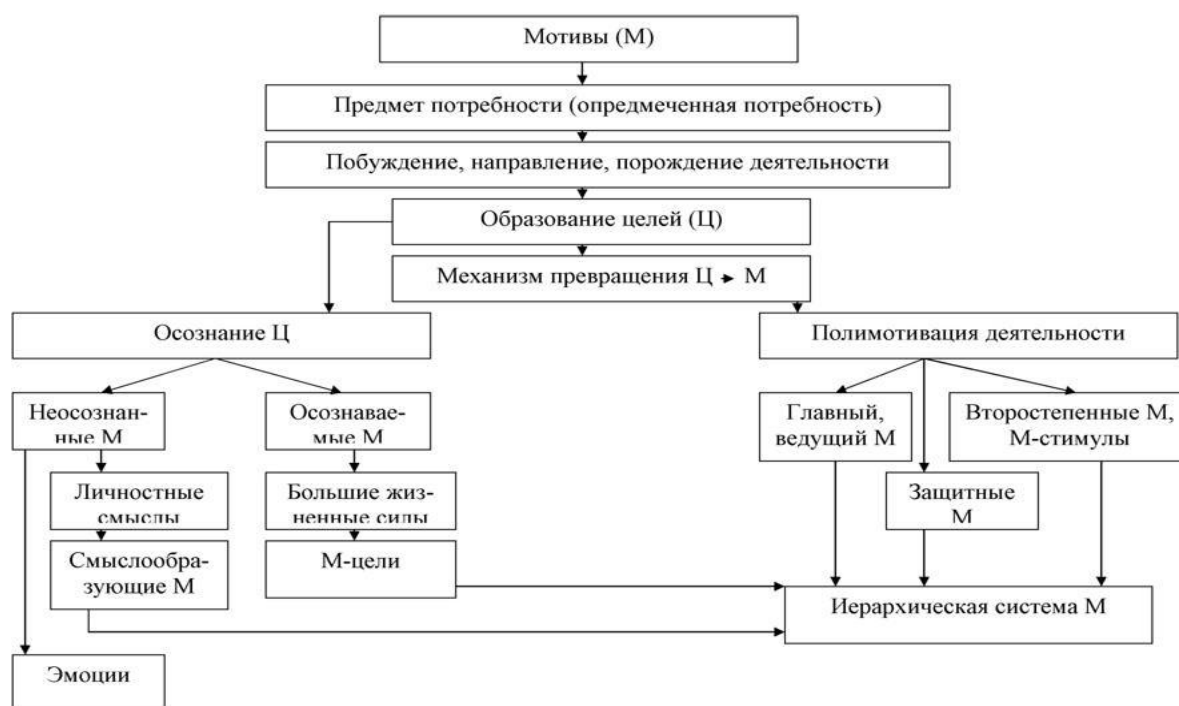 Мотивы (М)
Предмет потребности (опредмеченная потребность)
Побуждение, направление, порождение деятельности
Образование целей (Ц)
Механизм превращения Ц М
Осознание Ц
Полимотивация деятельности
Неосознан-
ные М
Осознавае-
мые М
Главный,
ведущий М
Второстепенные М,
М-стимулы
Личностные
смыслы
Большие жиз-
ненные силы
Защитные
М
Смыслообра-
зующие М
М-цели
Иерархическая система М
Эмоции